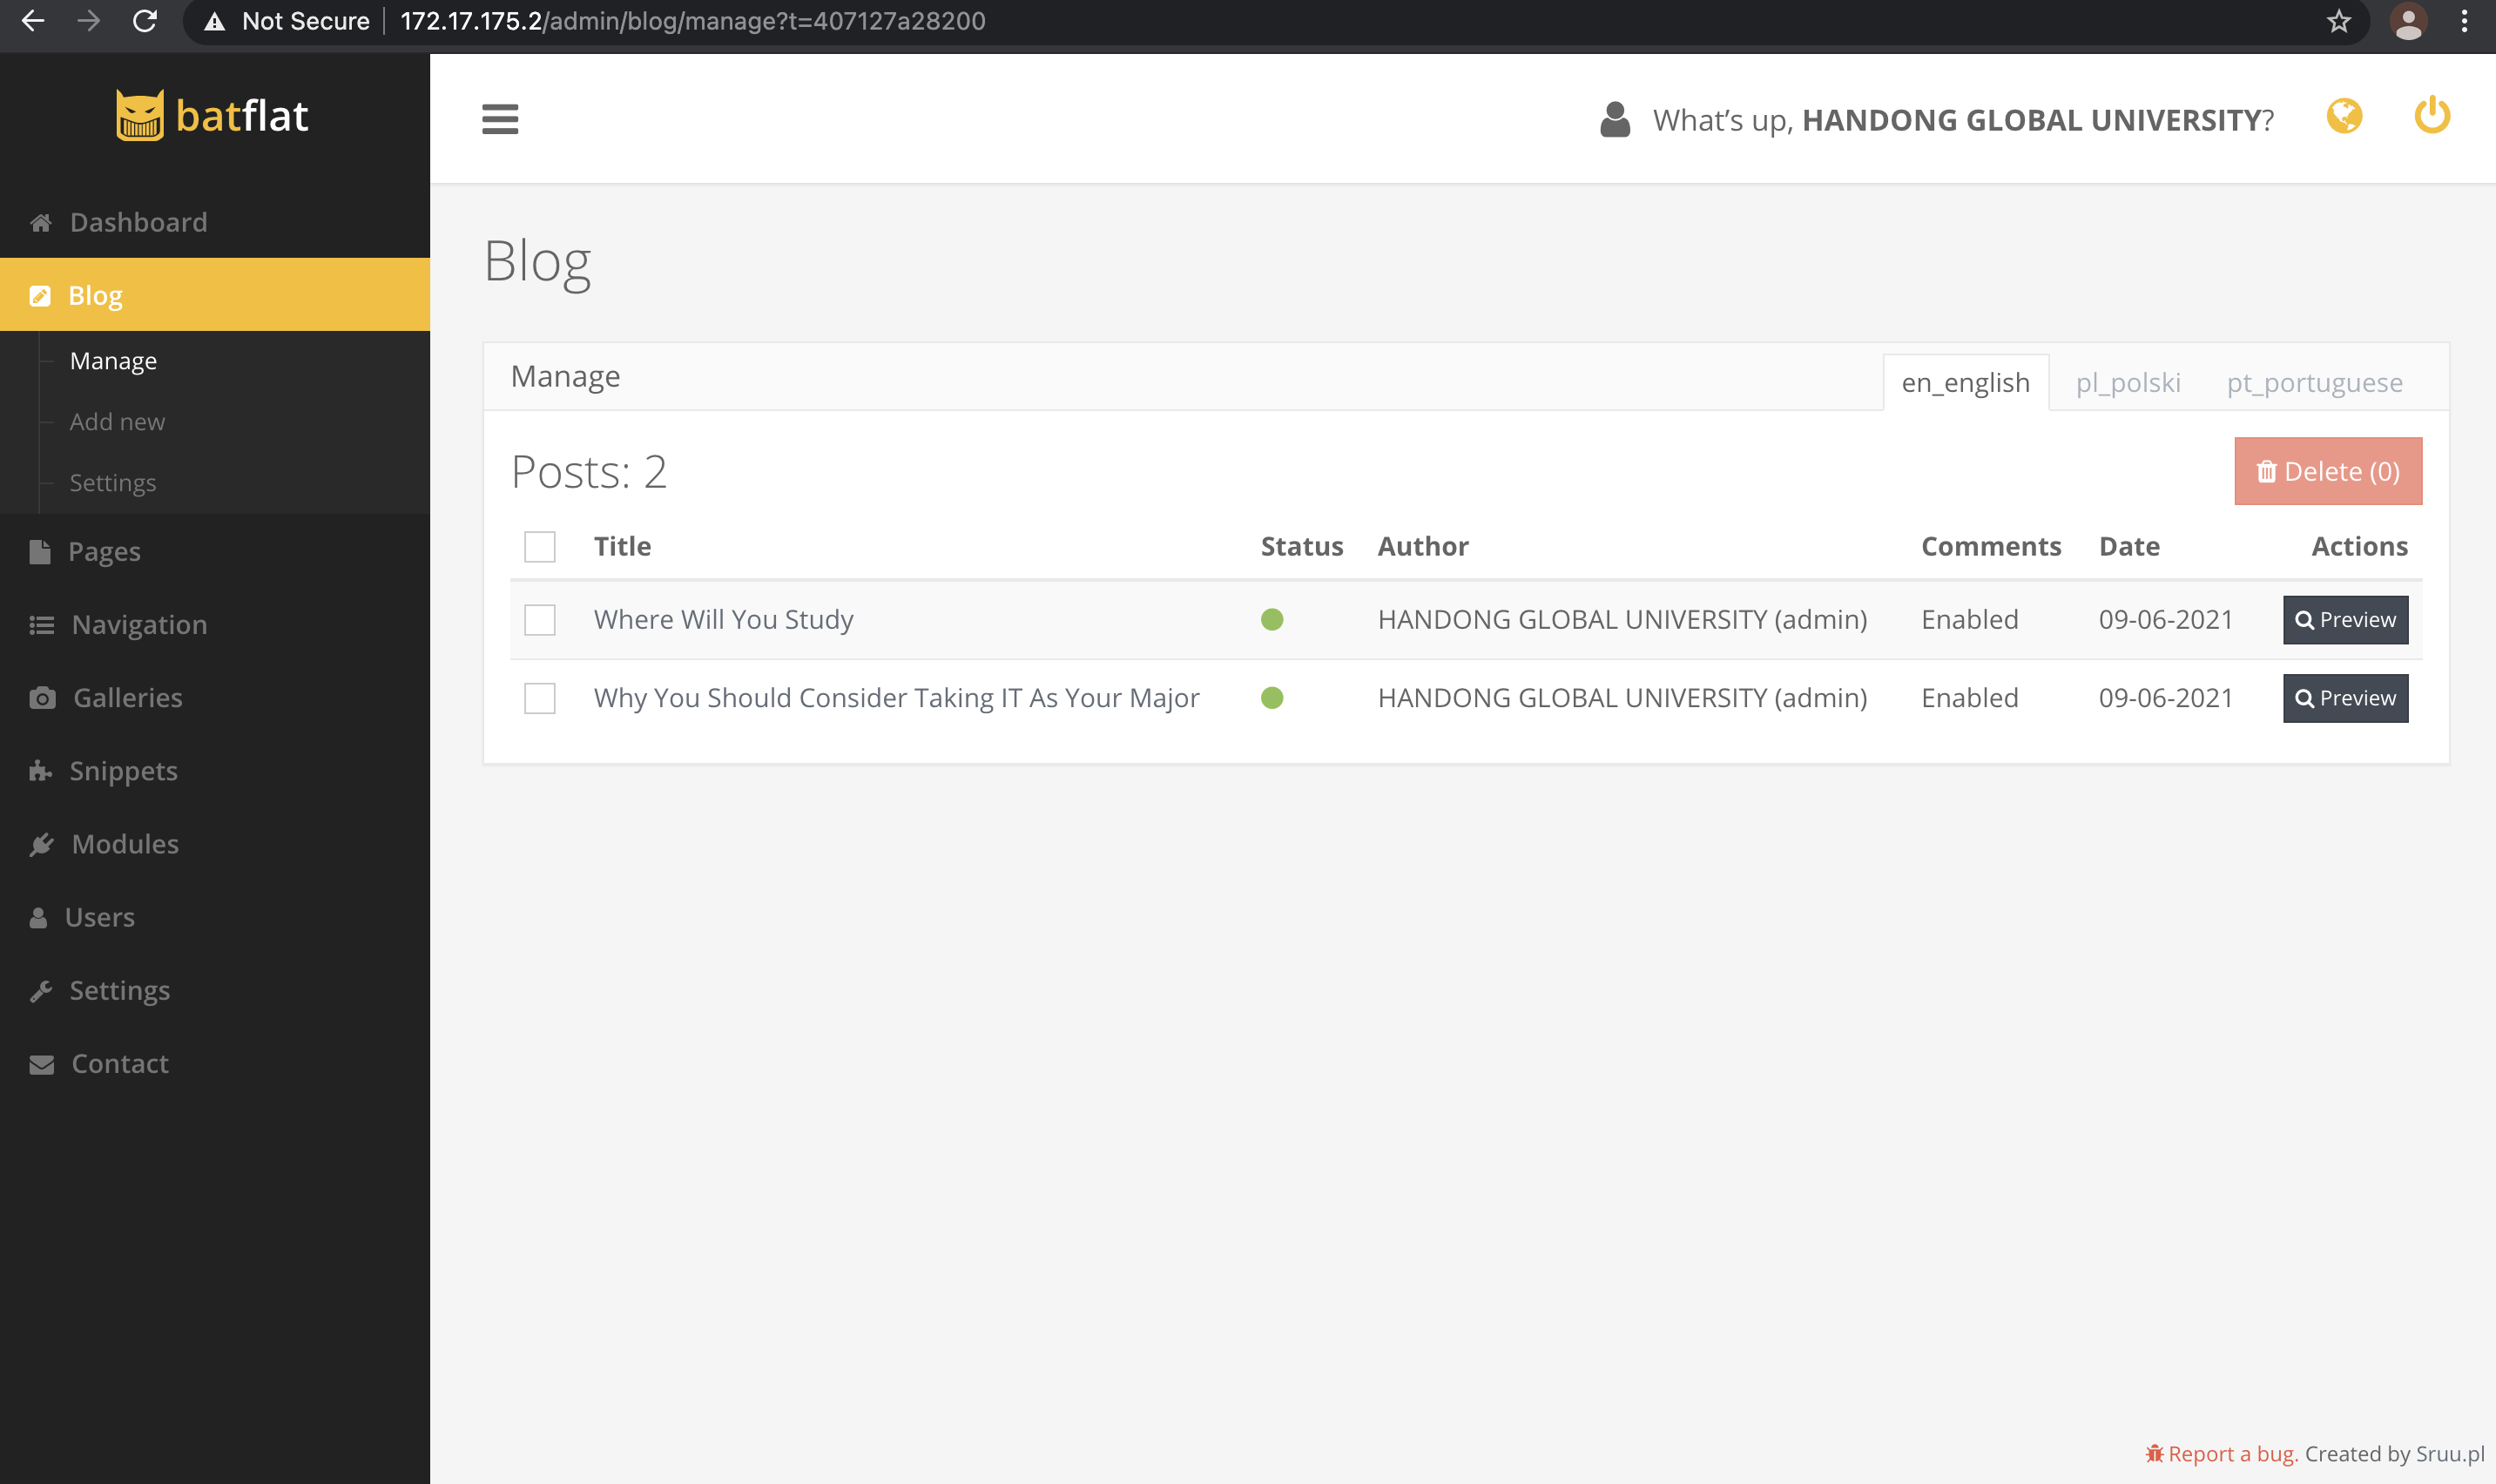 Not Secure 172.17.175.2/admin/blog/manage?t=407127a28200
batflat
What’s up, HANDONG GLOBAL UNIVERSITY?
Dashboard
Blog
Manage
Add new
Settings
Pages
Navigation
Galleries
Snippets
Modules
Users
Settings
Contact
Blog
Manage en_english pl_polski pt_portuguese
Posts: 2 Delete (0)
Title Status Author Comments Date Actions
Where Will You Study HANDONG GLOBAL UNIVERSITY (admin) Enabled 09-06-2021 Preview
Why You Should Consider Taking IT As Your Major HANDONG GLOBAL UNIVERSITY (admin) Enabled 09-06-2021 Preview
Report a bug. Created by Sruu.pl